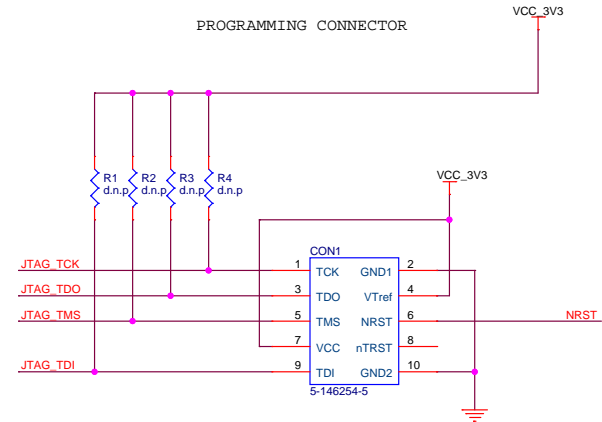 VCC_3V3
PROGRAMMING CONNECTOR
R1 R2 R3 R4
d.n.p d.n.p d.n.p d.n.p
VCC_3V3
CON1
JTAG_TCK 1 TCK GND1 2
JTAG_TDO 3 TDO VTref 4
JTAG_TMS 5 TMS NRST 6 NRST
7 VCC nTRST 8
JTAG_TDI 9 TDI GND2 10
5-146254-5